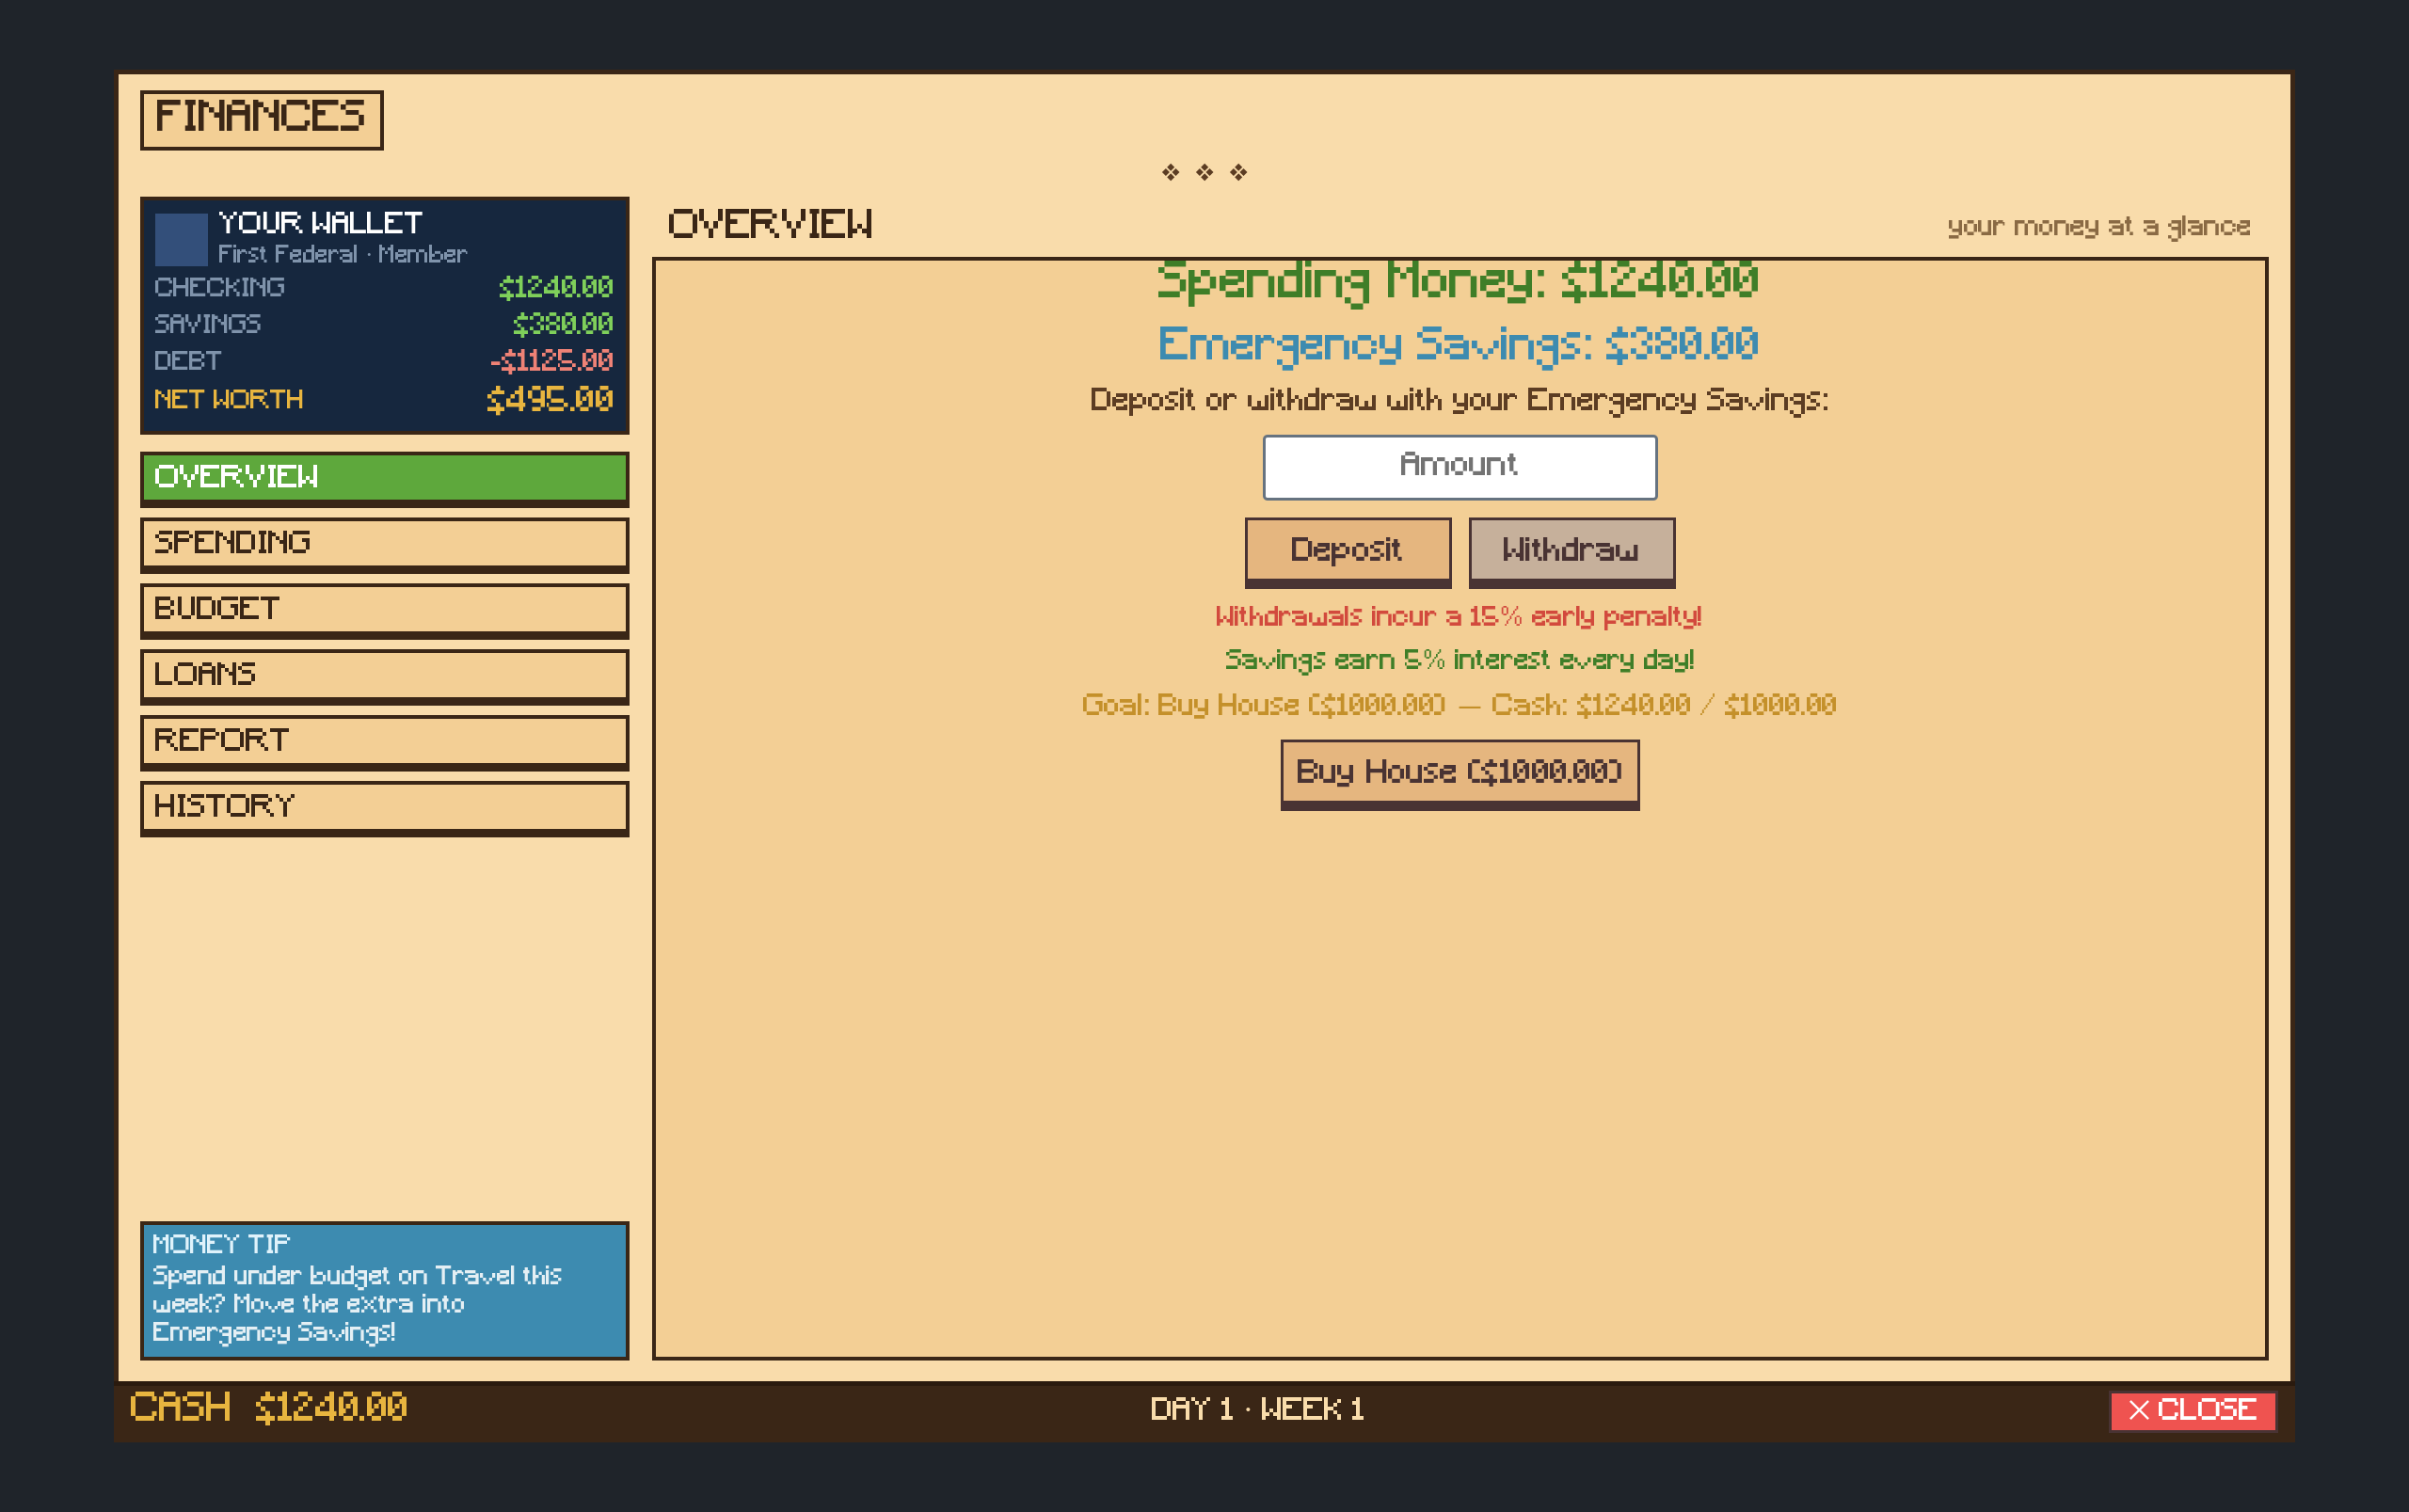 FINANCES
❖ ❖ ❖
YOUR WALLET
First Federal · Member
CHECKING $1240.00
SAVINGS $380.00
DEBT -$1125.00
NET WORTH $495.00
OVERVIEW
SPENDING
BUDGET
LOANS
REPORT
HISTORY
MONEY TIP
Spend under budget on Travel this
week? Move the extra into
Emergency Savings!
OVERVIEW your money at a glance
Spending Money: $1240.00
Emergency Savings: $380.00
Deposit or withdraw with your Emergency Savings:
Amount
Deposit Withdraw
Withdrawals incur a 15% early penalty!
Savings earn 5% interest every day!
Goal: Buy House ($1000.00) — Cash: $1240.00 / $1000.00
Buy House ($1000.00)
CASH $1240.00 DAY 1 · WEEK 1 × CLOSE